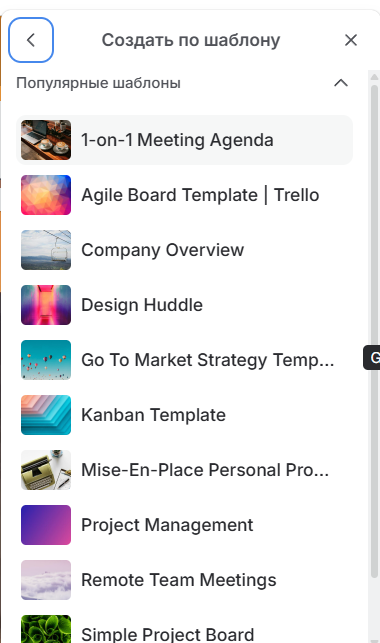 Создать по шаблону
Популярные шаблоны
1-on-1 Meeting Agenda
Agile Board Template | Trello
Company Overview
Design Huddle
Go To Market Strategy Temp...
G
Kanban Template
Mise-En-Place Personal Pro...
Project Management
Remote Team Meetings
Simple Project Board